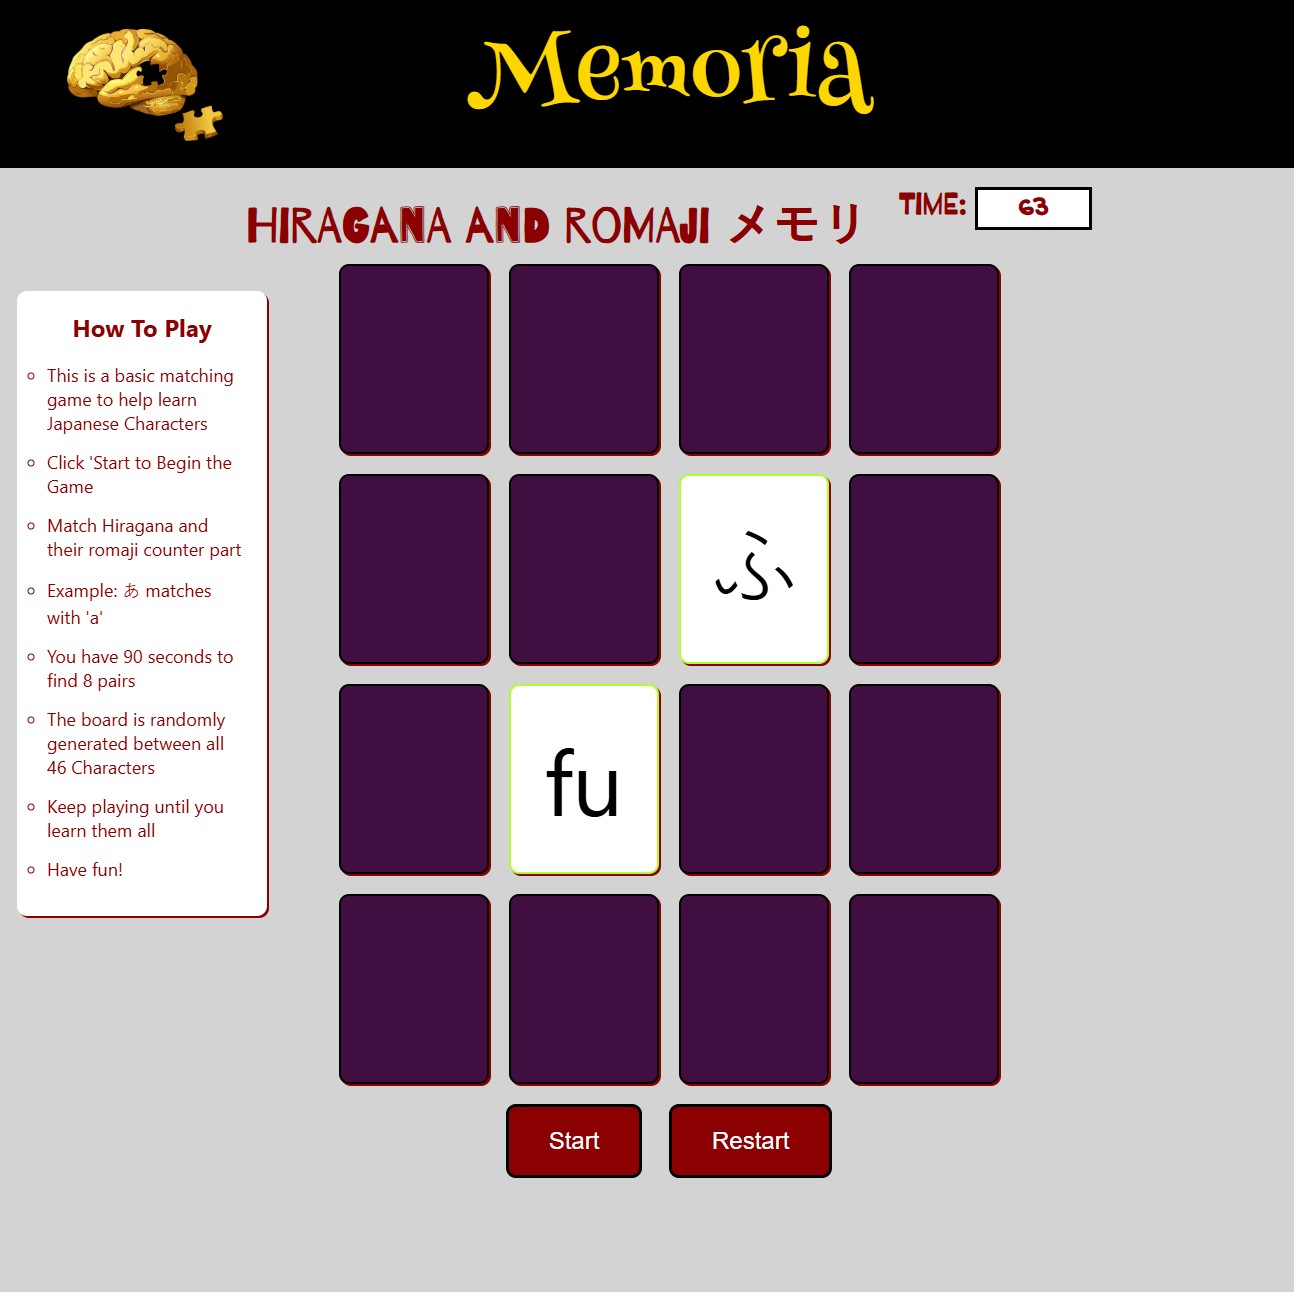 Memoria
HIRAGANA AND ROMAJI メモリ
TIME: 63
How To Play
This is a basic matching
game to help learn
Japanese Characters
Click 'Start to Begin the
Game
Match Hiragana and
their romaji counter part
Example: あ matches
with 'a'
You have 90 seconds to
find 8 pairs
The board is randomly
generated between all
46 Characters
Keep playing until you
learn them all
Have fun!
ふ
fu
Start
Restart